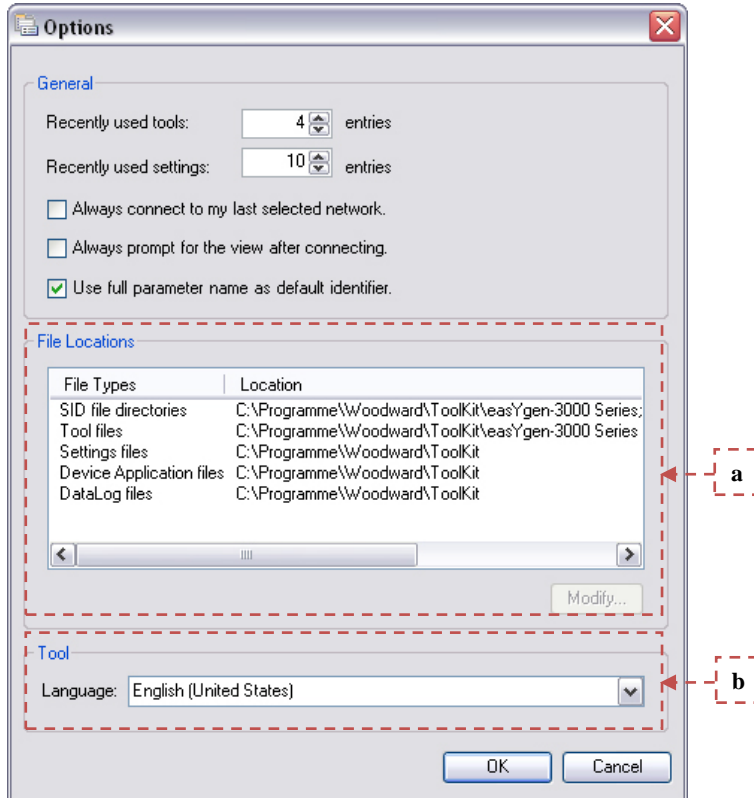 Options
General
Recently used tools: 4 entries
Recently used settings: 10 entries
Always connect to my last selected network.
Always prompt for the view after connecting.
Use full parameter name as default identifier.
File Locations
File Types Location
SID file directories C:\Programme\Woodward\ToolKit\easYgen-3000 Series;
Tool files C:\Programme\Woodward\ToolKit\easYgen-3000 Series
Settings files C:\Programme\Woodward\ToolKit
Device Application files C:\Programme\Woodward\ToolKit
DataLog files C:\Programme\Woodward\ToolKit
a
Modify...
Tool
Language: English (United States)
b
OK Cancel